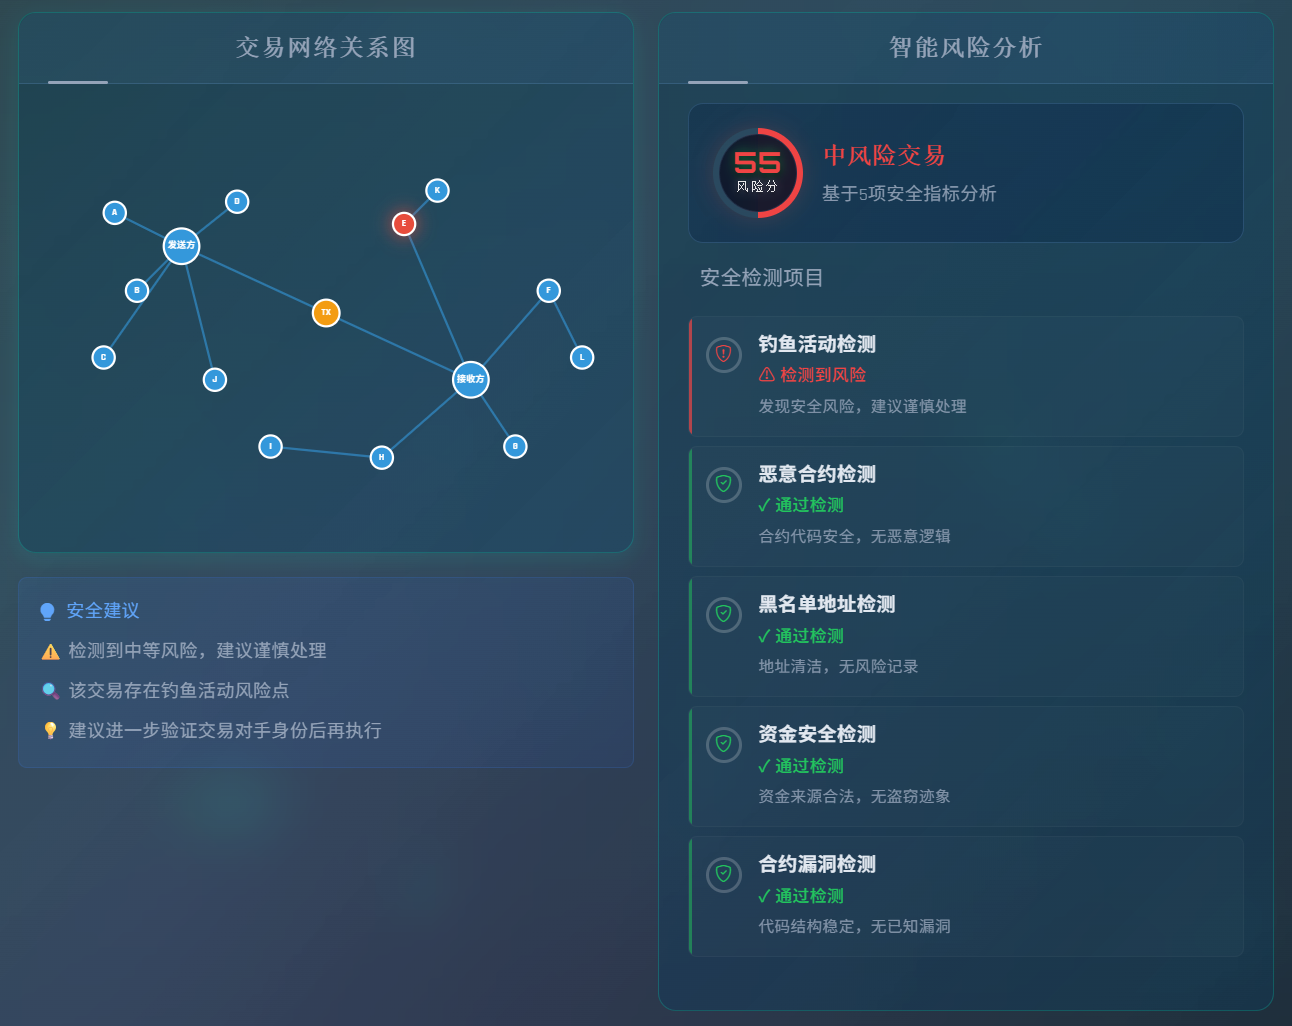 交易网络关系图
A
D
发送方
B
C
J
TX
E
K
F
L
接收方
I
H
B
安全建议
检测到中等风险，建议谨慎处理
该交易存在钓鱼活动风险点
建议进一步验证交易对手身份后再执行
智能风险分析
55
风险分
中风险交易
基于5项安全指标分析
安全检测项目
钓鱼活动检测
⚠ 检测到风险
发现安全风险，建议谨慎处理
恶意合约检测
✓ 通过检测
合约代码安全，无恶意逻辑
黑名单地址检测
✓ 通过检测
地址清洁，无风险记录
资金安全检测
✓ 通过检测
资金来源合法，无盗窃迹象
合约漏洞检测
✓ 通过检测
代码结构稳定，无已知漏洞